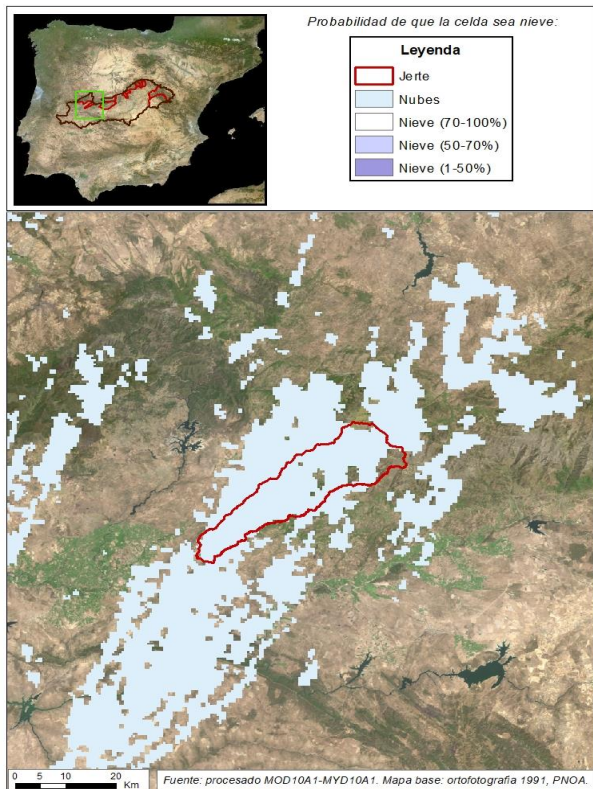 Probabilidad de que la celda sea nieve:
Leyenda
Jerte
Nubes
Nieve (70-100%)
Nieve (50-70%)
Nieve (1-50%)
0 5 10 20
Km
Fuente: procesado MOD10A1-MYD10A1. Mapa base: ortofotografia 1991, PNOA.